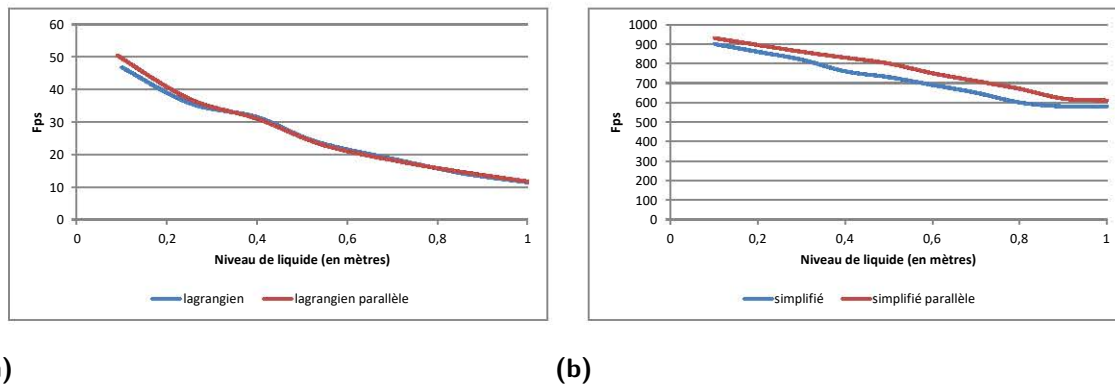 60
50
40
30
20
10
0
Fps
0 0,2 0,4 0,6 0,8 1
Niveau de liquide (en mètres)
lagrangien lagrangien parallèle
1000
900
800
700
600
500
400
300
200
100
0
Fps
0 0,2 0,4 0,6 0,8 1
Niveau de liquide (en mètres)
simplifié simplifié parallèle
(b)